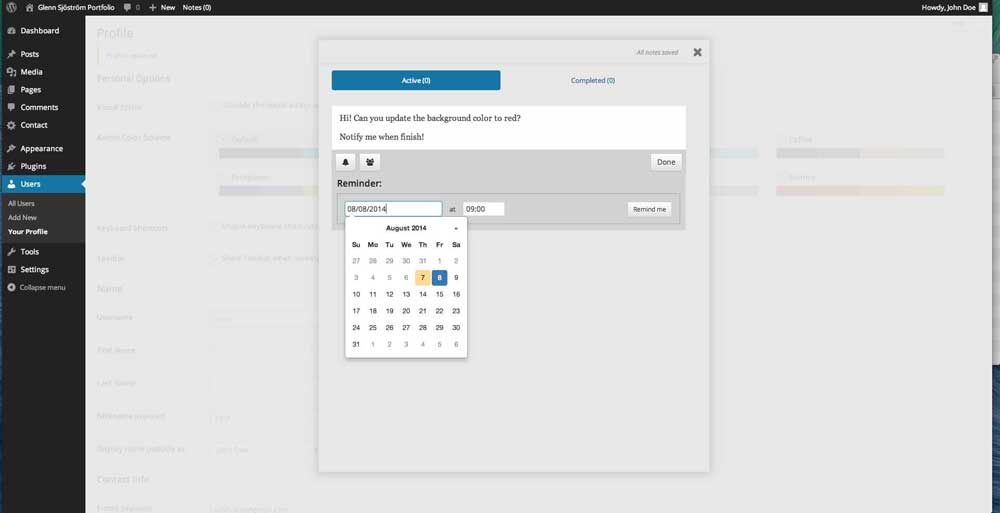 Glenn Sjöström Portfolio 0 + New Notes (0) Howdy, John Doe
Dashboard
Posts
Media
Pages
Comments
Contact
Appearance
Plugins
Users
All Users
Add New
Your Profile
Tools
Settings
Collapse menu
Profile
Personal Options
Visual Editor
Admin Color Scheme
Default
Coffee
Keyboard Shortcuts
Toolbar
Name
Username
First Name
Last Name
Nickname (required)
Display name publicly as
Contact Info
All notes saved
Active (0) Completed (0)
Hi! Can you update the background color to red?
Notify me when finish!
Done
Reminder:
08/08/2014 at 09:00 Remind me
August 2014 »
Su Mo Tu We Th Fr Sa
27 28 29 30 31 1 2
3 4 5 6 7 8 9
10 11 12 13 14 15 16
17 18 19 20 21 22 23
24 25 26 27 28 29 30
31 1 2 3 4 5 6